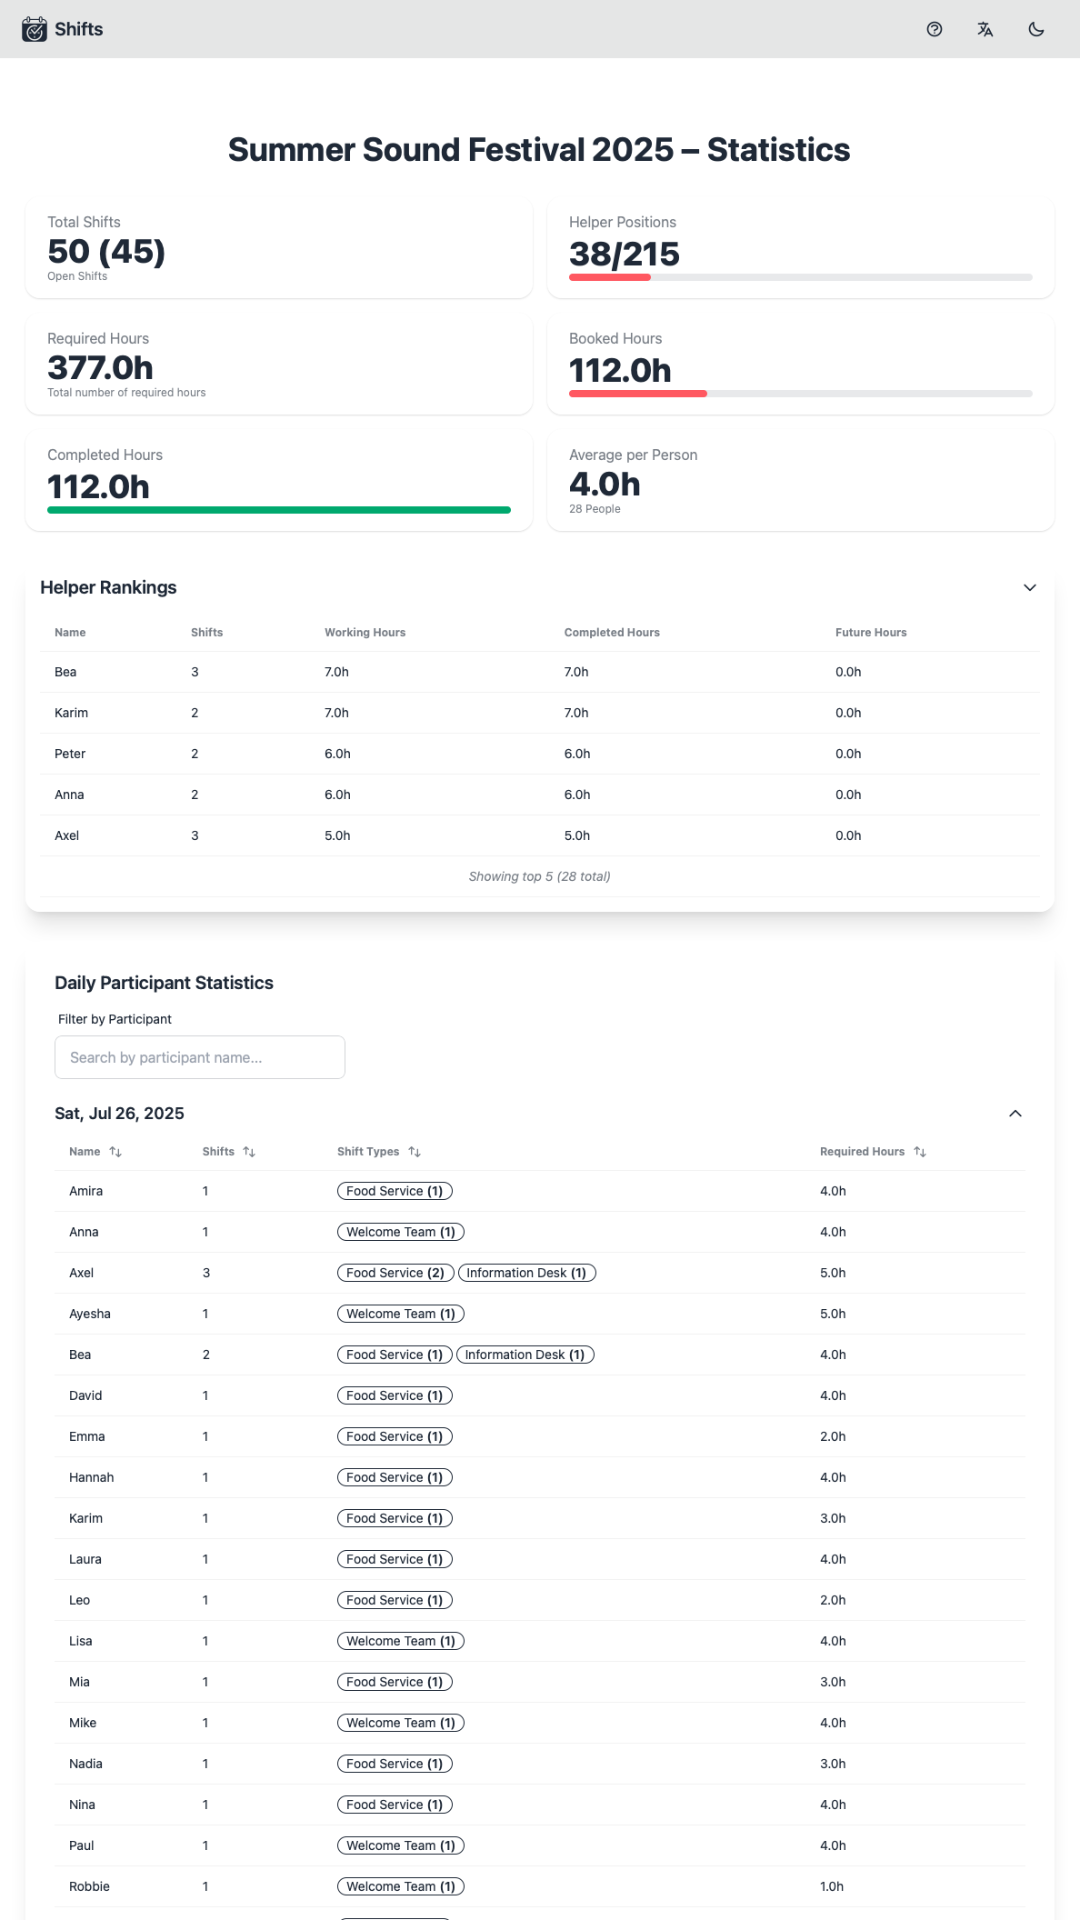 Shifts
Summer Sound Festival 2025 – Statistics
Total Shifts
50 (45)
Open Shifts
Helper Positions
38/215
Required Hours
377.0h
Total number of required hours
Booked Hours
112.0h
Completed Hours
112.0h
Average per Person
4.0h
28 People
Helper Rankings
Name Shifts Working Hours Completed Hours Future Hours
Bea 3 7.0h 7.0h 0.0h
Karim 2 7.0h 7.0h 0.0h
Peter 2 6.0h 6.0h 0.0h
Anna 2 6.0h 6.0h 0.0h
Axel 3 5.0h 5.0h 0.0h
Showing top 5 (28 total)
Daily Participant Statistics
Filter by Participant
Search by participant name...
Sat, Jul 26, 2025
Name Shifts Shift Types Required Hours
Amira 1 Food Service (1) 4.0h
Anna 1 Welcome Team (1) 4.0h
Axel 3 Food Service (2) Information Desk (1) 5.0h
Ayesha 1 Welcome Team (1) 5.0h
Bea 2 Food Service (1) Information Desk (1) 4.0h
David 1 Food Service (1) 4.0h
Emma 1 Food Service (1) 2.0h
Hannah 1 Food Service (1) 4.0h
Karim 1 Food Service (1) 3.0h
Laura 1 Food Service (1) 4.0h
Leo 1 Food Service (1) 2.0h
Lisa 1 Welcome Team (1) 4.0h
Mia 1 Food Service (1) 3.0h
Mike 1 Welcome Team (1) 4.0h
Nadia 1 Food Service (1) 3.0h
Nina 1 Food Service (1) 4.0h
Paul 1 Welcome Team (1) 4.0h
Robbie 1 Welcome Team (1) 1.0h